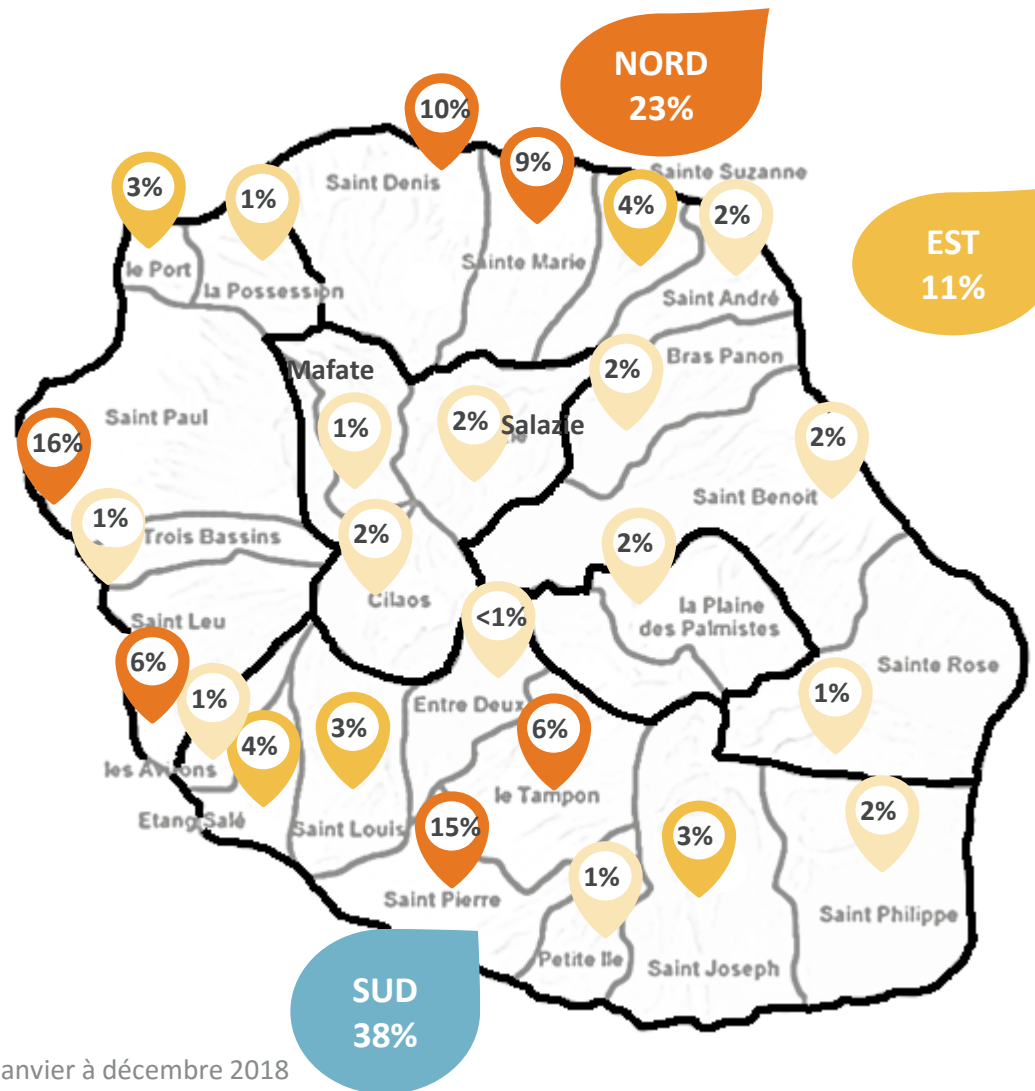 NORD
23%
10%
9%
Saint Denis
Sainte Suzanne
3%
1%
4%
2%
EST
11%
le Port
la Possession
Sainte Marie
Saint André
Mafate
2%
Bras Panon
Saint Paul
16%
1%
2%
Salazie
2%
1%
Trois Bassins
2%
2%
Saint Benoit
Cilaos
<1%
la Plaine
des Palmistes
Saint Leu
6%
1%
Sainte Rose
1%
4%
3%
Entre Deux
6%
les Avirons
Etang Salé
Saint Louis
15%
le Tampon
3%
2%
Saint Pierre
1%
Saint Philippe
Petite Ile
Saint Joseph
SUD
38%
anvier à décembre 2018